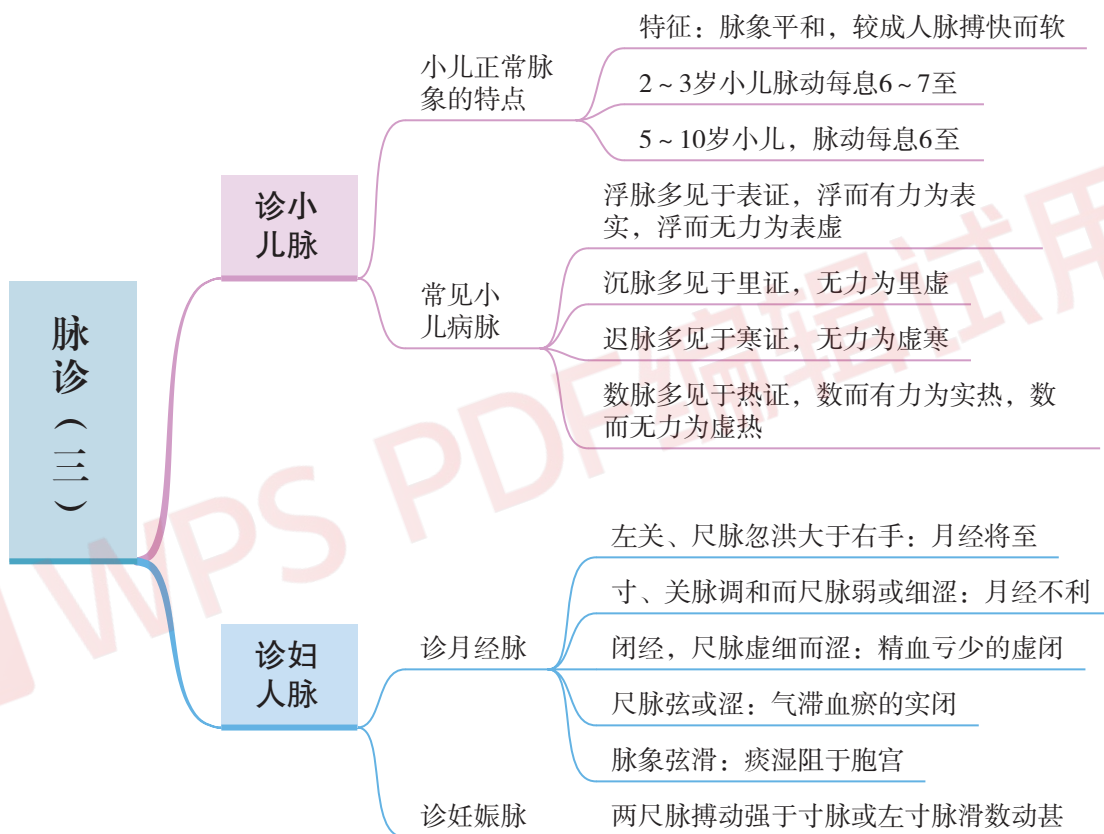 脉诊（三）
诊小
儿脉
小儿正常脉
象的特点
特征：脉象平和，较成人脉搏快而软
2～3岁小儿脉动每息6～7至
5～10岁小儿，脉动每息6至
常见小
儿病脉
浮脉多见于表证，浮而有力为表
实，浮而无力为表虚
沉脉多见于里证，无力为里虚
迟脉多见于寒证，无力为虚寒
数脉多见于热证，数而有力为实热，数
而无力为虚热
诊妇
人脉
诊月经脉
左关、尺脉忽洪大于右手：月经将至
寸、关脉调和而尺脉弱或细涩：月经不利
闭经，尺脉虚细而涩：精血亏少的虚闭
尺脉弦或涩：气滞血瘀的实闭
脉象弦滑：痰湿阻于胞宫
诊妊娠脉
两尺脉搏动强于寸脉或左寸脉滑数动甚
WPS PDF编辑试用